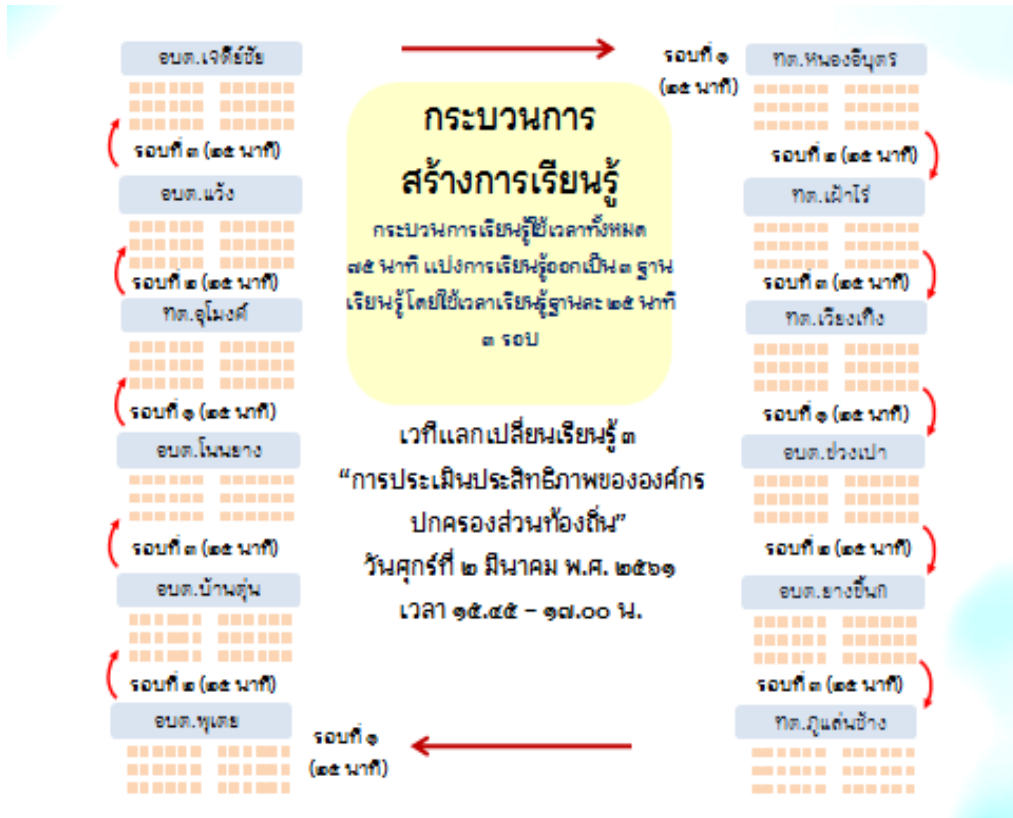 อบต.เจดีย์ชัย
รอบที่ ๓ (๒๕ นาที)
อบต.แว้ง
รอบที่ ๒ (๒๕ นาที)
ทต.อุโมงค์
รอบที่ ๑ (๒๕ นาที)
อบต.โนนยาง
รอบที่ ๓ (๒๕ นาที)
อบต.บ้านตุ่น
รอบที่ ๒ (๒๕ นาที)
อบต.พุเตย
รอบที่ ๑
(๒๕ นาที)
กระบวนการ
สร้างการเรียนรู้
กระบวนการเรียนรู้ใช้เวลาทั้งหมด
๗๕ นาที แบ่งการเรียนรู้ออกเป็น ๓ ฐาน
เรียนรู้ โดยใช้เวลาเรียนรู้ฐานละ ๒๕ นาที
๓ รอบ
เวทีแลกเปลี่ยนเรียนรู้ ๓
“การประเมินประสิทธิภาพขององค์กร
ปกครองส่วนท้องถิ่น”
วันศุกร์ที่ ๒ มีนาคม พ.ศ. ๒๕๖๑
เวลา ๑๕.๔๕ – ๑๗.๐๐ น.
รอบที่ ๑
(๒๕ นาที)
ทต.หนองอีบุตร
รอบที่ ๒ (๒๕ นาที)
ทต.เฝ้าไร่
รอบที่ ๓ (๒๕ นาที)
ทต.เวียงเทิง
รอบที่ ๑ (๒๕ นาที)
อบต.ช่วงเปา
รอบที่ ๒ (๒๕ นาที)
อบต.ยางขี้นก
รอบที่ ๓ (๒๕ นาที)
ทต.ภูแล่นช้าง